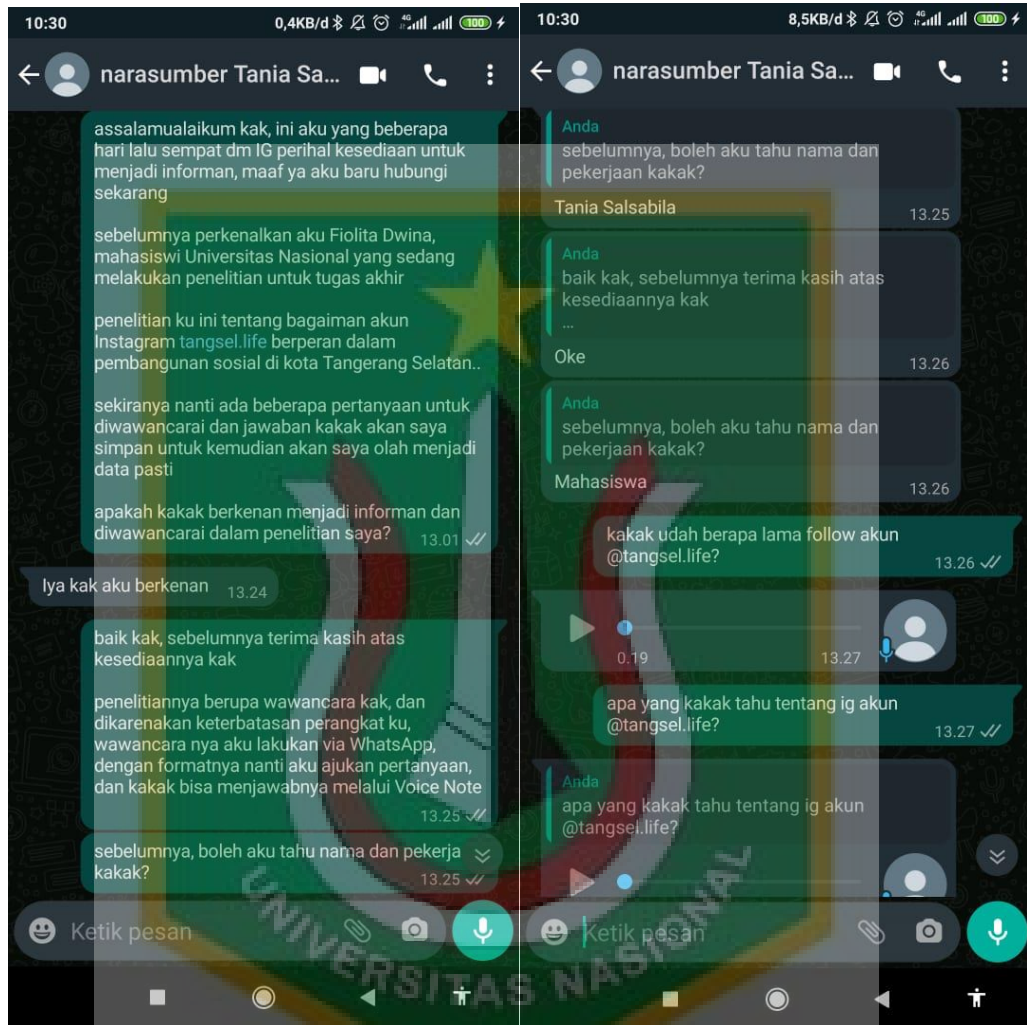 10:30
0,4KB/d
4G
100
narasumber Tania Sa...
assalamualaikum kak, ini aku yang beberapa
hari lalu sempat dm IG perihal kesediaan untuk
menjadi informan, maaf ya aku baru hubungi
sekarang
sebelumnya perkenalkan aku Fiolita Dwina,
mahasiswi Universitas Nasional yang sedang
melakukan penelitian untuk tugas akhir
penelitian ku ini tentang bagaiman akun
Instagram tangsel.life berperan dalam
pembangunan sosial di kota Tangerang Selatan..
sekiranya nanti ada beberapa pertanyaan untuk
diwawancarai dan jawaban kakak akan saya
simpan untuk kemudian akan saya olah menjadi
data pasti
apakah kakak berkenan menjadi informan dan
diwawancarai dalam penelitian saya?
13.01
Iya kak aku berkenan
13.24
baik kak, sebelumnya terima kasih atas
kesediaannya kak
penelitiannya berupa wawancara kak, dan
dikarenakan keterbatasan perangkat ku,
wawancara nya aku lakukan via WhatsApp,
dengan formatnya nanti aku ajukan pertanyaan,
dan kakak bisa menjawabnya melalui Voice Note
13.25
sebelumnya, boleh aku tahu nama dan pekerja
kakak?
13.25
Ketik pesan
10:30
8,5KB/d
4G
100
narasumber Tania Sa...
Anda
sebelumnya, boleh aku tahu nama dan
pekerjaan kakak?
Tania Salsabila
13.25
Anda
baik kak, sebelumnya terima kasih atas
kesediaannya kak
...
Oke
13.26
Anda
sebelumnya, boleh aku tahu nama dan
pekerjaan kakak?
Mahasiswa
13.26
kakak udah berapa lama follow akun
@tangsel.life?
13.26
0.19
13.27
apa yang kakak tahu tentang ig akun
@tangsel.life?
13.27
Anda
apa yang kakak tahu tentang ig akun
@tangsel.life?
Ketik pesan
UNIVERSITAS NASIONAL